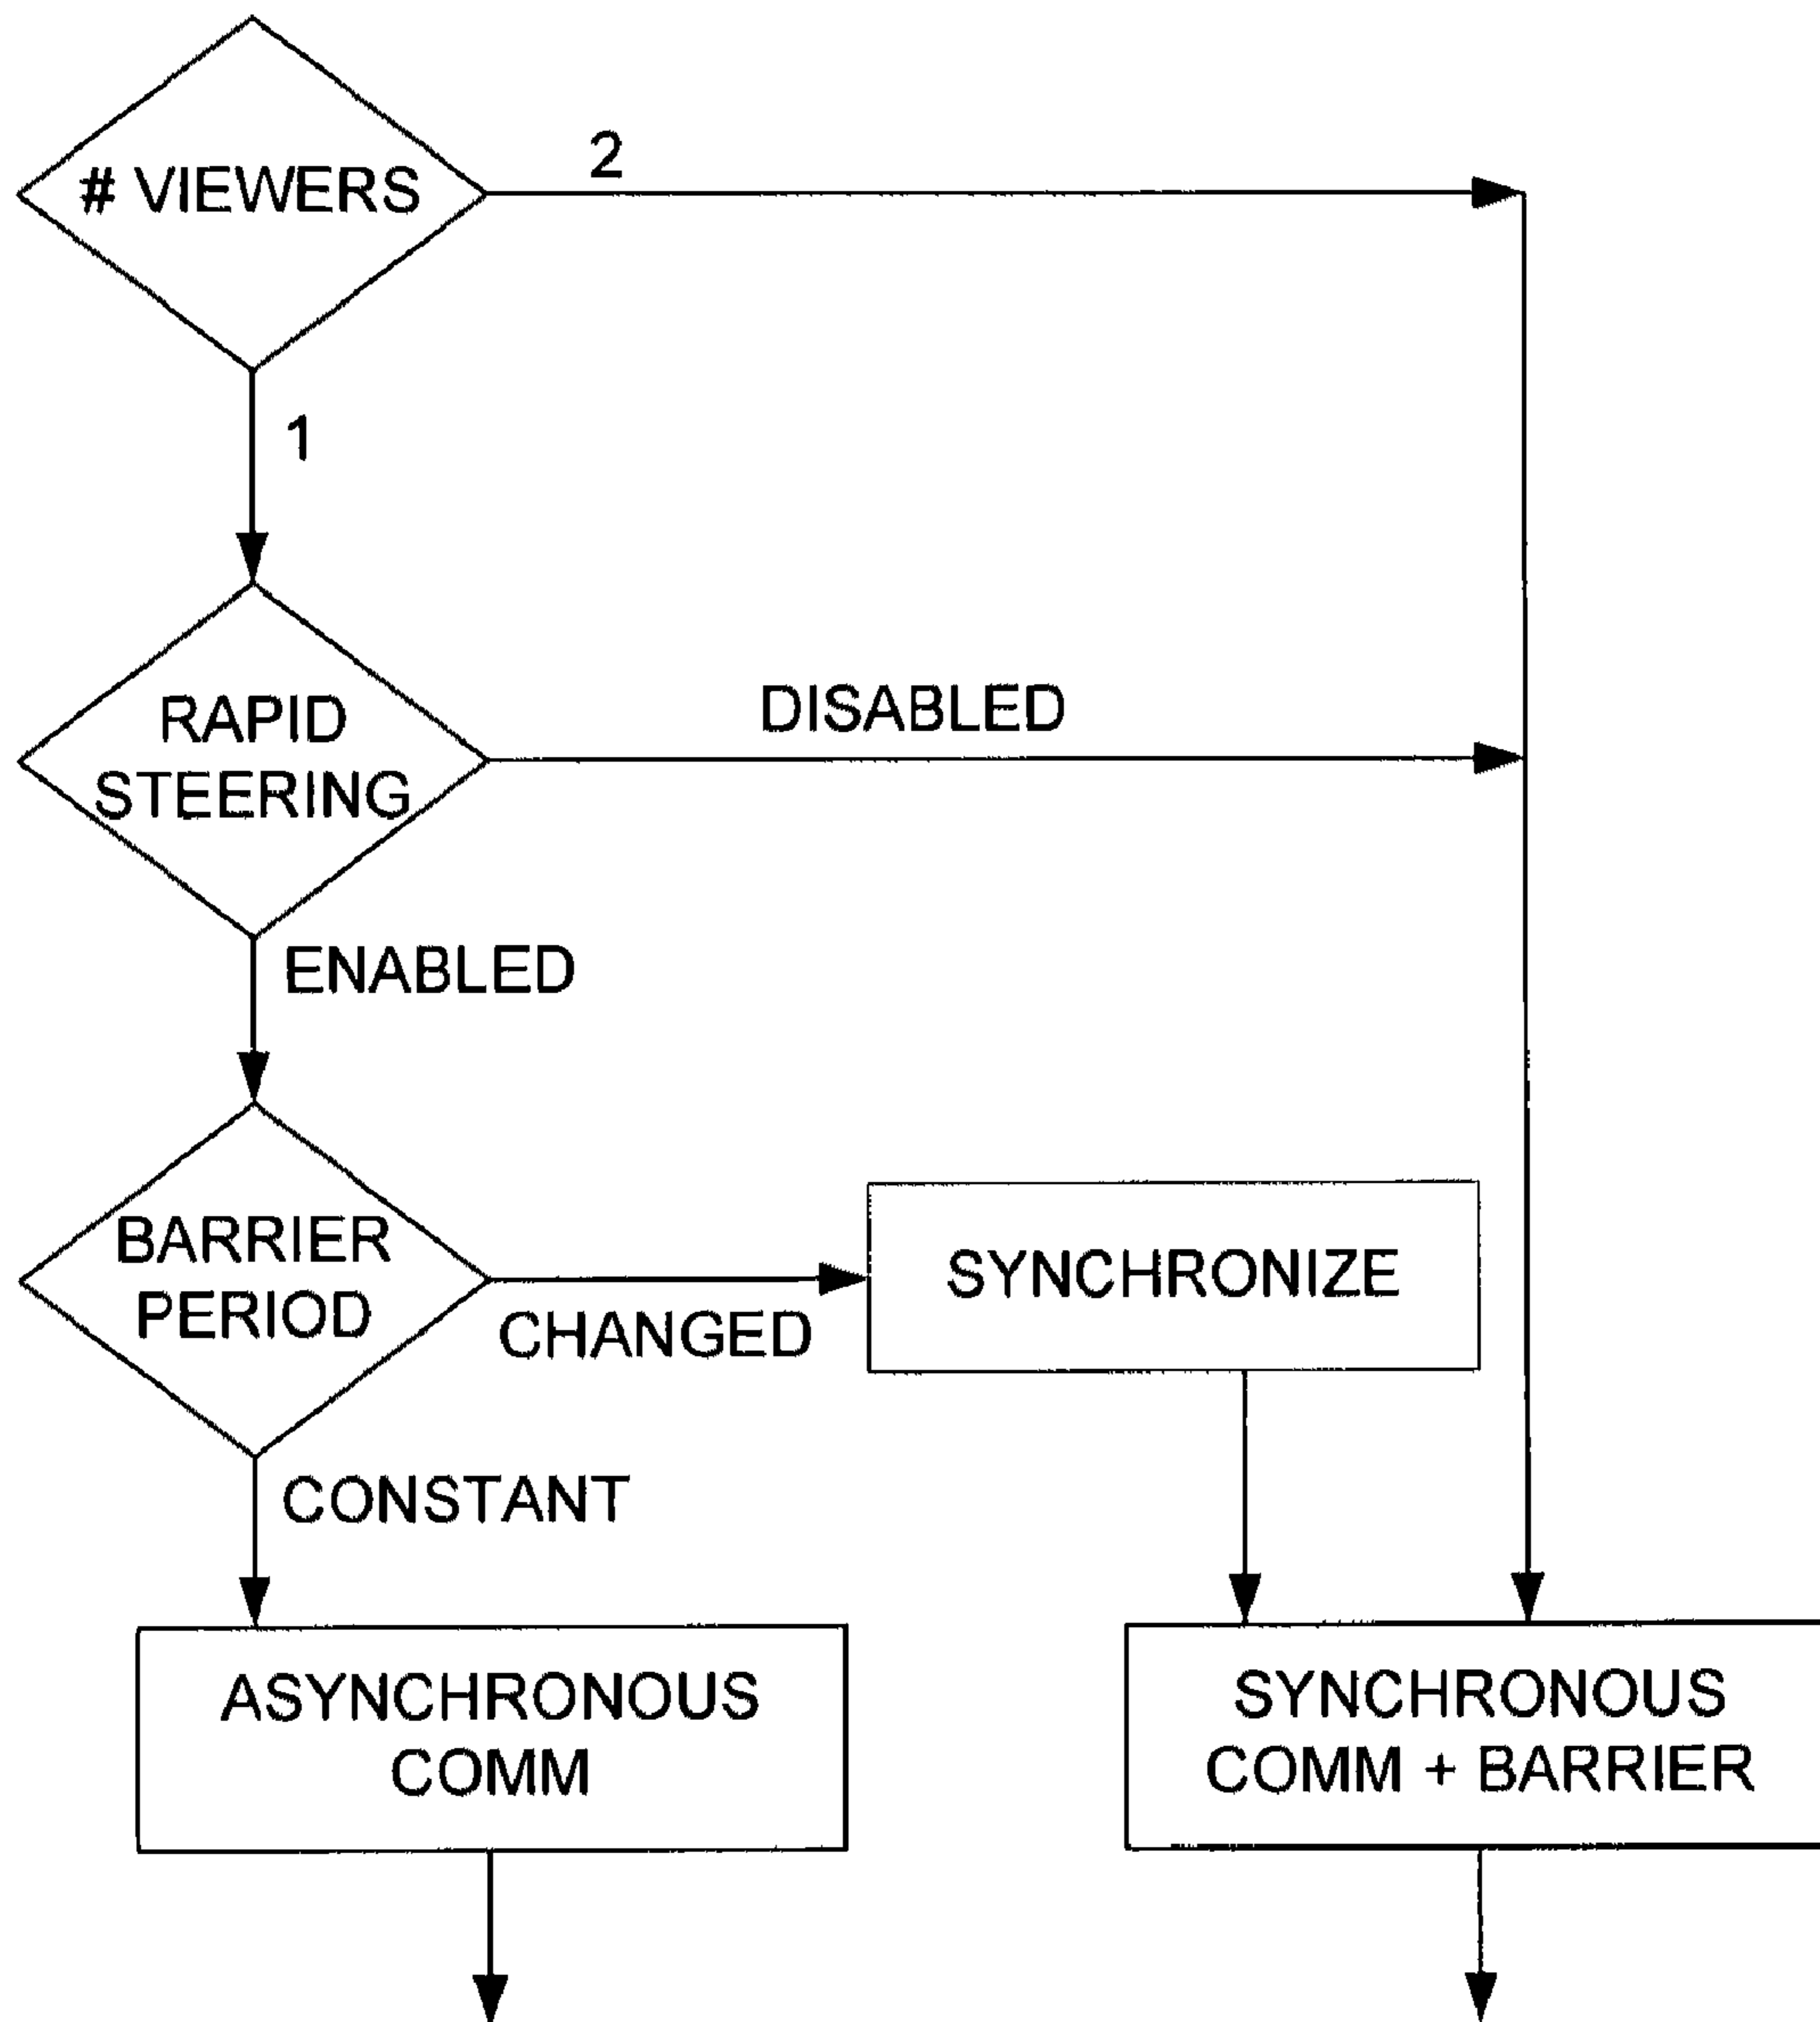 # VIEWERS
2
1
RAPID
STEERING
DISABLED
ENABLED
BARRIER
PERIOD
CHANGED
SYNCHRONIZE
CONSTANT
ASYNCHRONOUS
COMM
SYNCHRONOUS
COMM + BARRIER